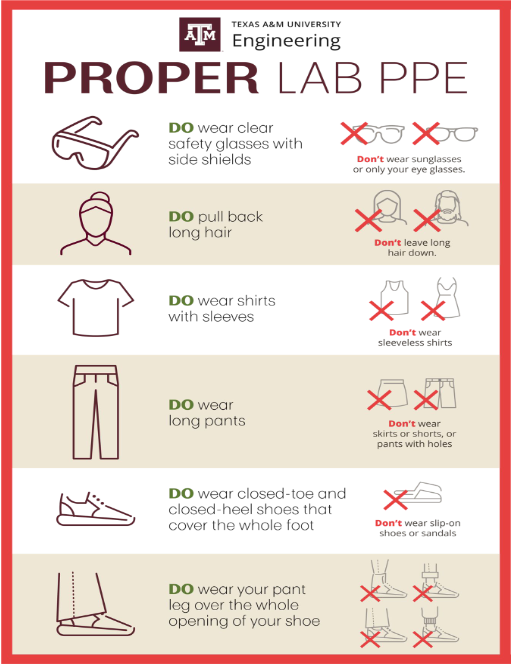 ATM
TEXAS A&M UNIVERSITY
Engineering
PROPER LAB PPE
DO wear clear
safety glasses with
side shields
Don't wear sunglasses
or only your eye glasses.
DO pull back
long hair
Don't leave long
hair down.
DO wear shirts
with sleeves
Don't wear
sleeveless shirts
DO wear
long pants
Don't wear
skirts or shorts, or
pants with holes
DO wear closed-toe and
closed-heel shoes that
cover the whole foot
Don't wear slip-on
shoes or sandals
DO wear your pant
leg over the whole
opening of your shoe